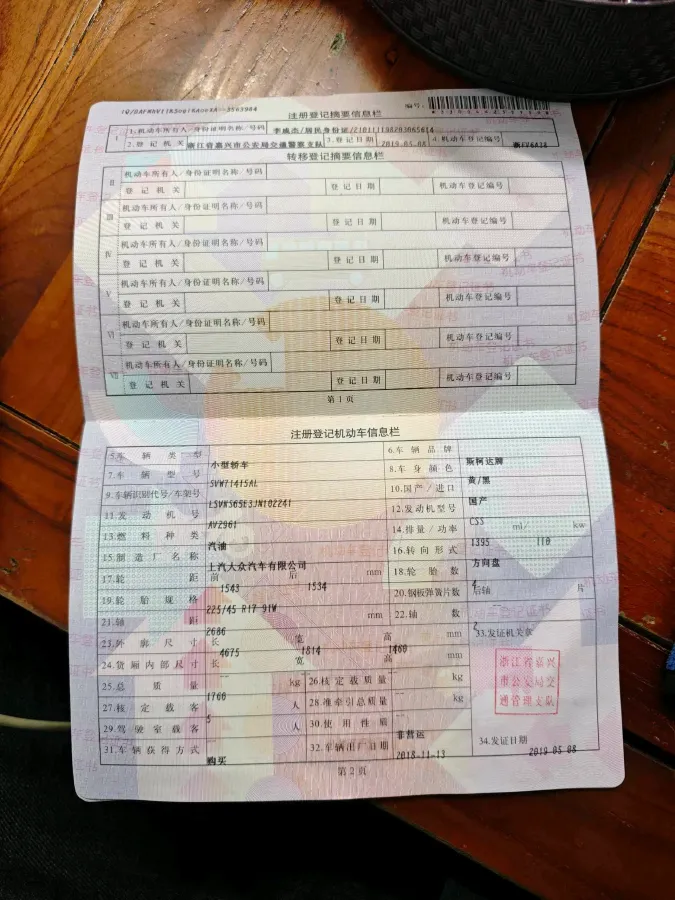 注册登记摘要信息栏
编号:
I 1.机动车所有人/身份证明名称/号码 李威杰/居民身份证/
2.登记机关 浙江省嘉兴市公安局交通警察支队 3.登记日期 2019-05-08 4.机动车登记编号
转移登记摘要信息栏
II 机动车所有人/身份证明名称/号码
登记机关 登记日期 机动车登记编号
III 机动车所有人/身份证明名称/号码
登记机关 登记日期 机动车登记编号
IV 机动车所有人/身份证明名称/号码
登记机关 登记日期 机动车登记编号
V 机动车所有人/身份证明名称/号码
登记机关 登记日期 机动车登记编号
VI 机动车所有人/身份证明名称/号码
登记机关 登记日期 机动车登记编号
VII 机动车所有人/身份证明名称/号码
登记机关 登记日期 机动车登记编号
第1页
注册登记机动车信息栏
5.车辆类型 小型轿车 6.车辆品牌 斯柯达牌
7.车辆型号 SVW71415AL 8.车身颜色 黄/黑
9.车辆识别代号/车架号 LSVNS65E3JN102241 10.国产/进口 国产
11.发动机号 AV2961 12.发动机型号 CSS
13.燃料种类 汽油 14.排量/功率 1395 ml/ 110 kw
15.制造厂名称 上汽大众汽车有限公司 16.转向形式 方向盘
17.轮距 前 1543 后 1534 mm 18.轮胎数 4
19.轮胎规格 225/45 R17 91W 20.钢板弹簧片数 后轴 片
21.轴距 2686 mm 22.轴数 2
23.外廓尺寸 长 4675 宽 1814 高 1460 mm 33.发证机关章
24.货厢内部尺寸 长 -- 宽 -- 高 -- mm
浙江省嘉兴
市公安局交
通管理支队
25.总质量 1766 kg 26.核定载质量 -- kg
27.核定载客 5 人 28.准牵引总质量 -- kg
29.驾驶室载客 -- 人 30.使用性质 非营运
31.车辆获得方式 购买 32.车辆出厂日期 2018-11-13 34.发证日期 2019-05-08
第2页